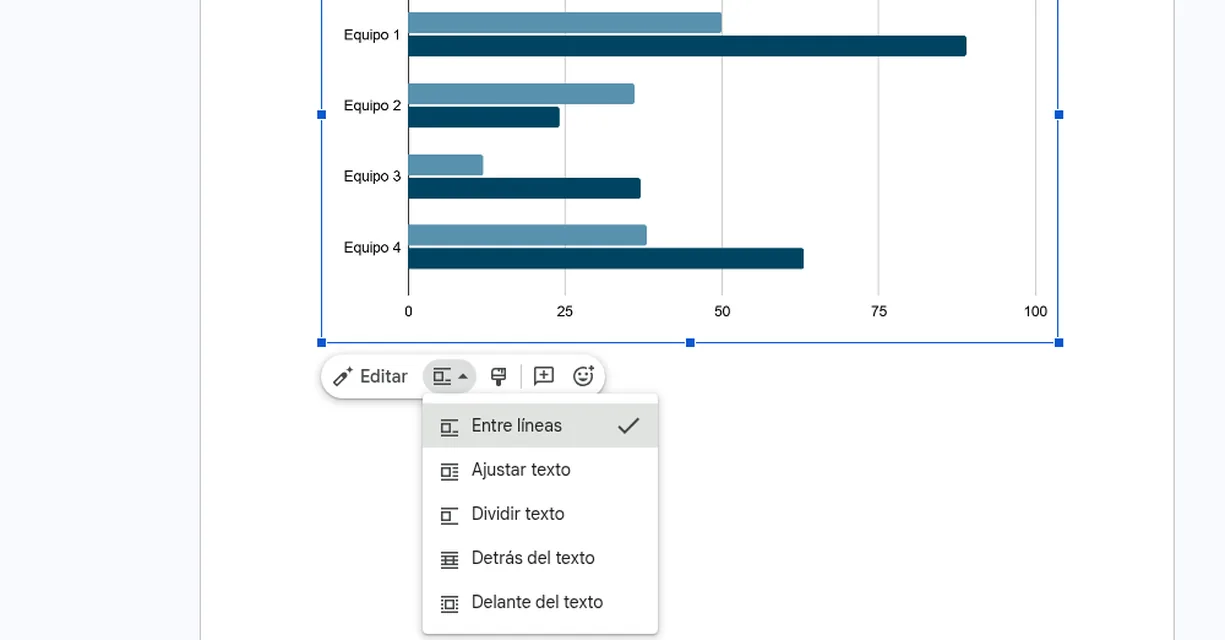 Equipo 1
Equipo 2
Equipo 3
Equipo 4
0 25 50 75 100
Editar
Entre líneas
Ajustar texto
Dividir texto
Detrás del texto
Delante del texto